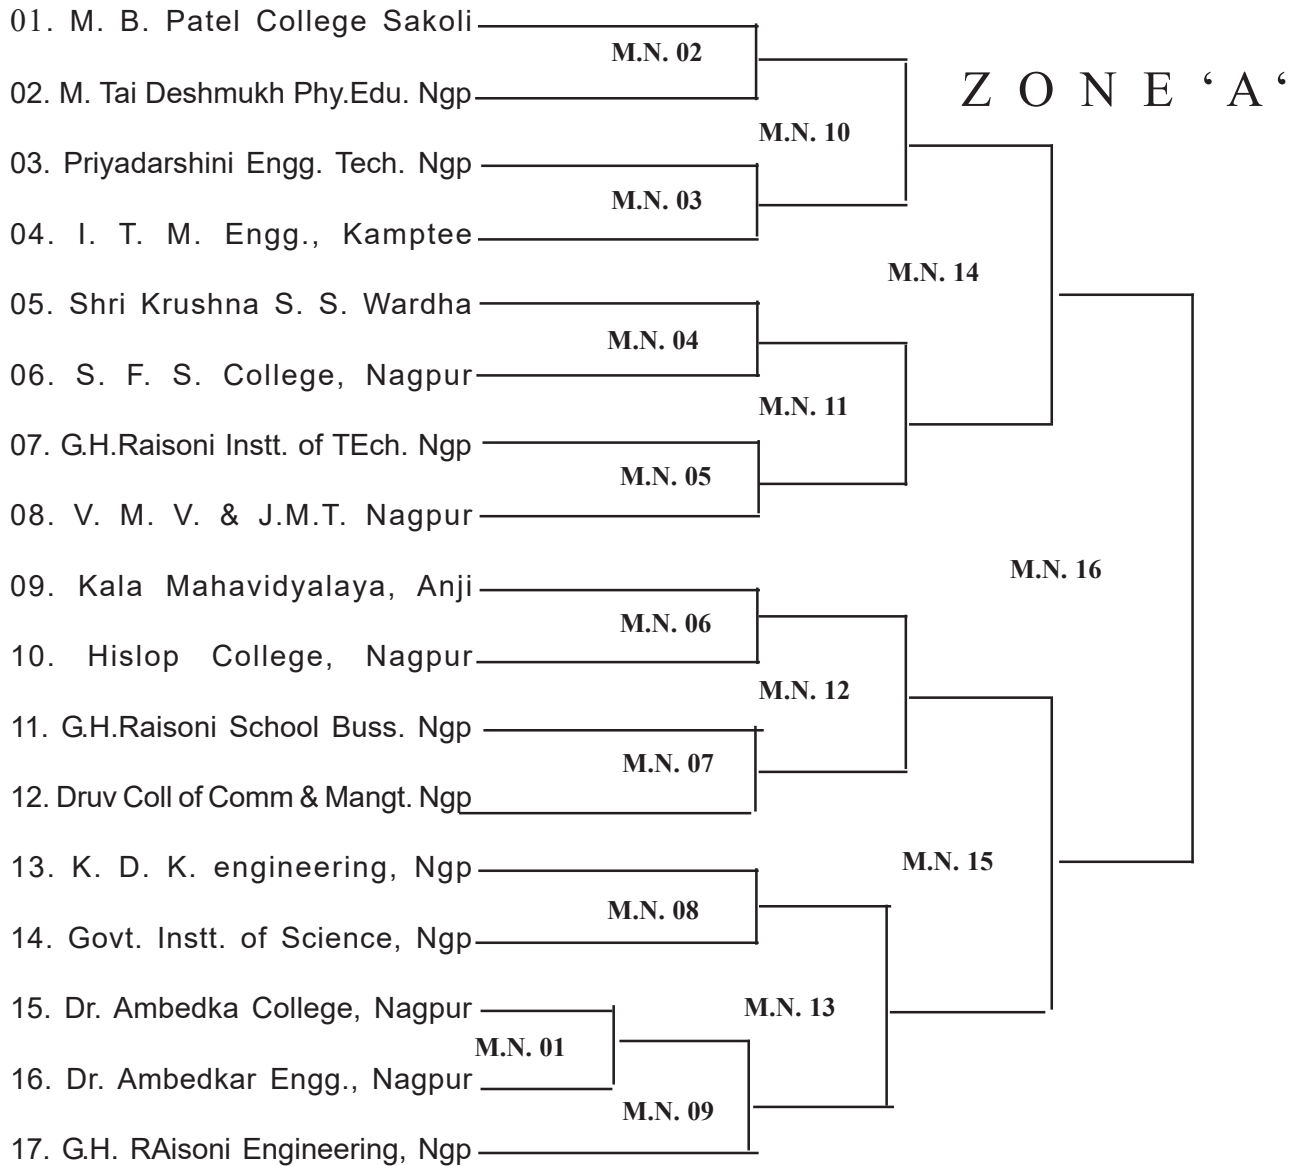 01. M. B. Patel College Sakoli
M.N. 02
Z O N E ‘ A ‘
02. M. Tai Deshmukh Phy.Edu. Ngp
M.N. 10
03. Priyadarshini Engg. Tech. Ngp
M.N. 03
04. I. T. M. Engg., Kamptee
M.N. 14
05. Shri Krushna S. S. Wardha
M.N. 04
06. S. F. S. College, Nagpur
M.N. 11
07. G.H.Raisoni Instt. of TEch. Ngp
M.N. 05
08. V. M. V. & J.M.T. Nagpur
M.N. 16
09. Kala Mahavidyalaya, Anji
M.N. 06
10. Hislop College, Nagpur
M.N. 12
11. G.H.Raisoni School Buss. Ngp
M.N. 07
12. Druv Coll of Comm & Mangt. Ngp
M.N. 15
13. K. D. K. engineering, Ngp
M.N. 08
14. Govt. Instt. of Science, Ngp
15. Dr. Ambedka College, Nagpur
M.N. 13
M.N. 01
16. Dr. Ambedkar Engg., Nagpur
M.N. 09
17. G.H. RAisoni Engineering, Ngp